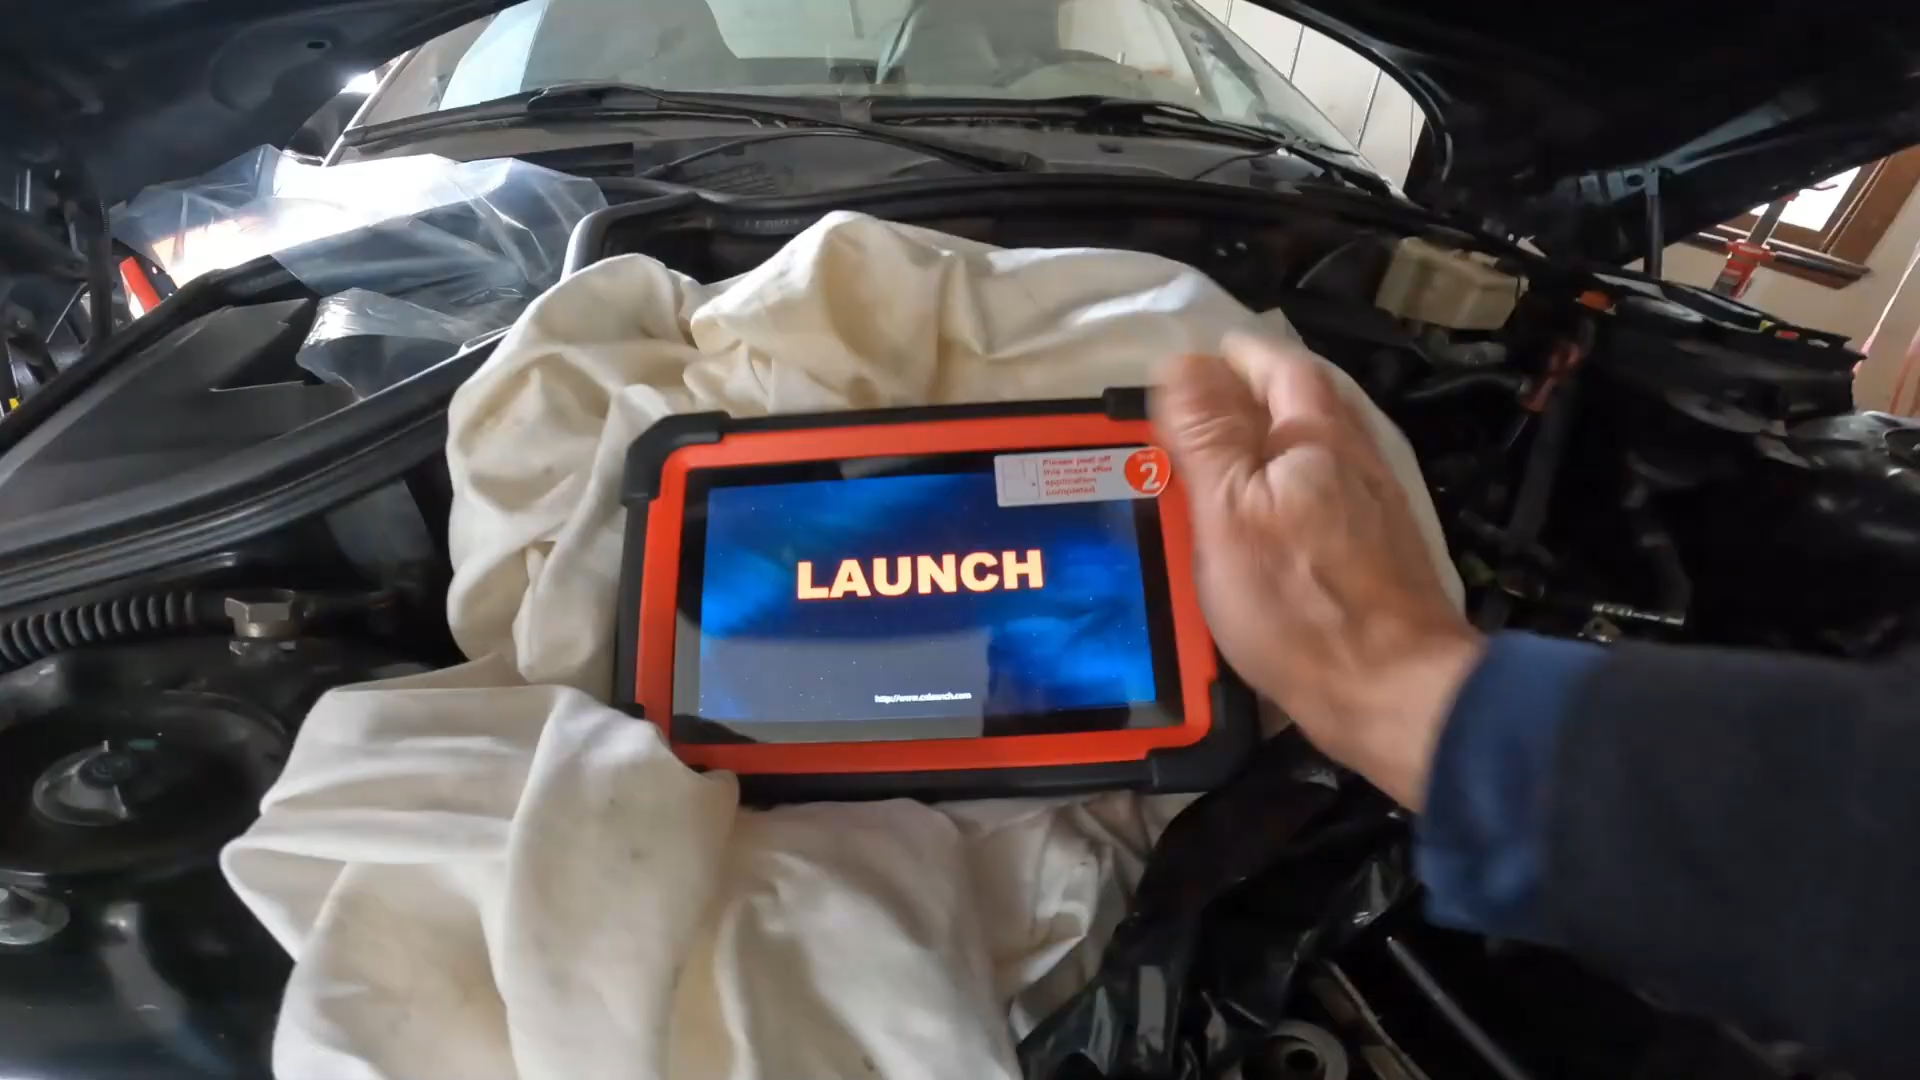 Please peel off
this mask after
application
completed
2
LAUNCH
http://www.cnlaunch.com